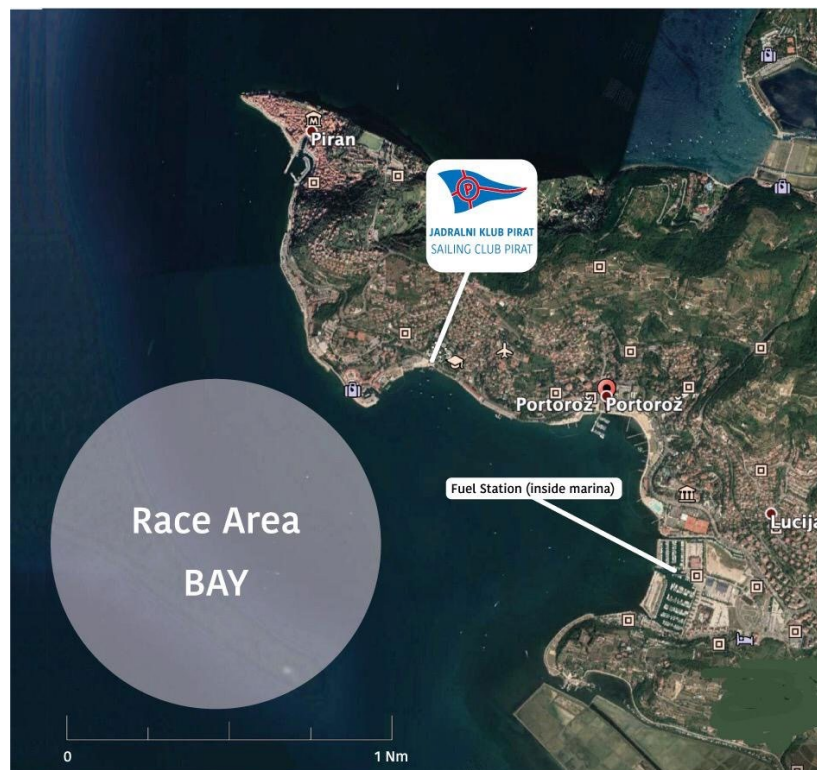 Piran
P
JADRALNI KLUB PIRAT
SAILING CLUB PIRAT
Portorož
Portorož
Fuel Station (inside marina)
Lucija
Race Area
BAY
0
1 Nm